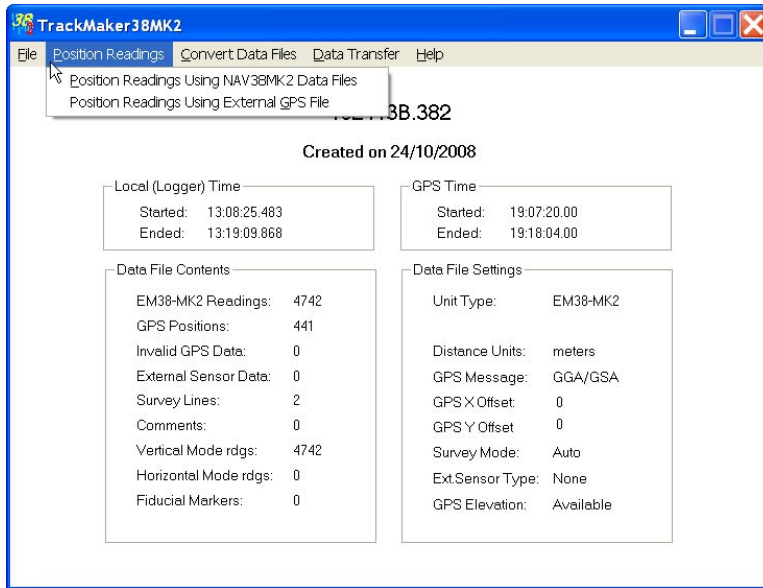 TrackMaker38MK2
File Position Readings Convert Data Files Data Transfer Help
Position Readings Using NAV38MK2 Data Files
Position Readings Using External GPS File
Created on 24/10/2008
Local (Logger) Time
Started: 13:08:25.483
Ended: 13:19:09.868
GPS Time
Started: 19:07:20.00
Ended: 19:18:04.00
Data File Contents
EM38-MK2 Readings: 4742
GPS Positions: 441
Invalid GPS Data: 0
External Sensor Data: 0
Survey Lines: 2
Comments: 0
Vertical Mode rdgs: 4742
Horizontal Mode rdgs: 0
Fiducial Markers: 0
Data File Settings
Unit Type: EM38-MK2
Distance Units: meters
GPS Message: GGA/GSA
GPS X Offset: 0
GPS Y Offset 0
Survey Mode: Auto
Ext.Sensor Type: None
GPS Elevation: Available